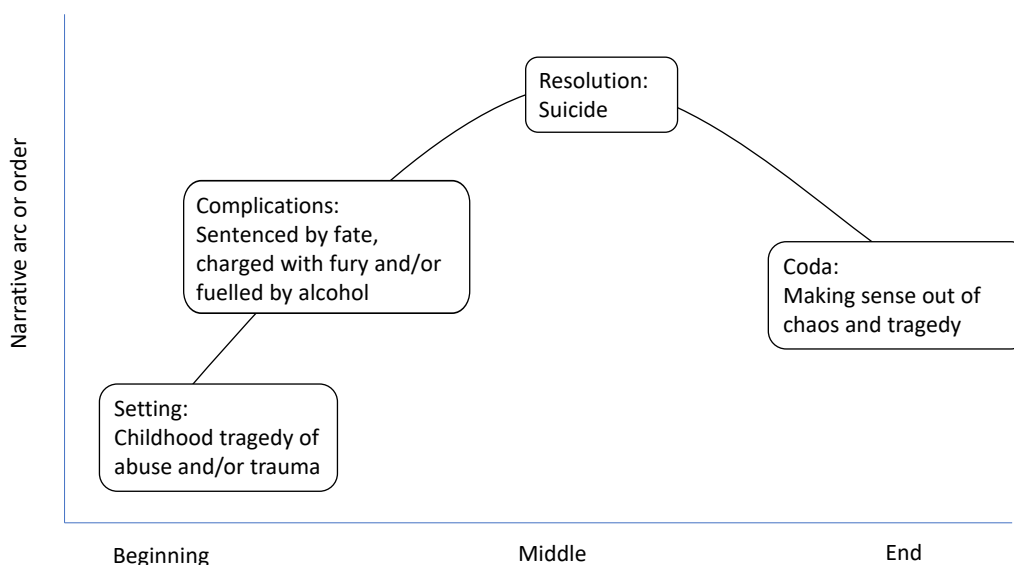 Narrative arc or order
Resolution:
Suicide
Complications:
Sentenced by fate,
charged with fury and/or
fuelled by alcohol
Coda:
Making sense out of
chaos and tragedy
Setting:
Childhood tragedy of
abuse and/or trauma
Beginning
Middle
End